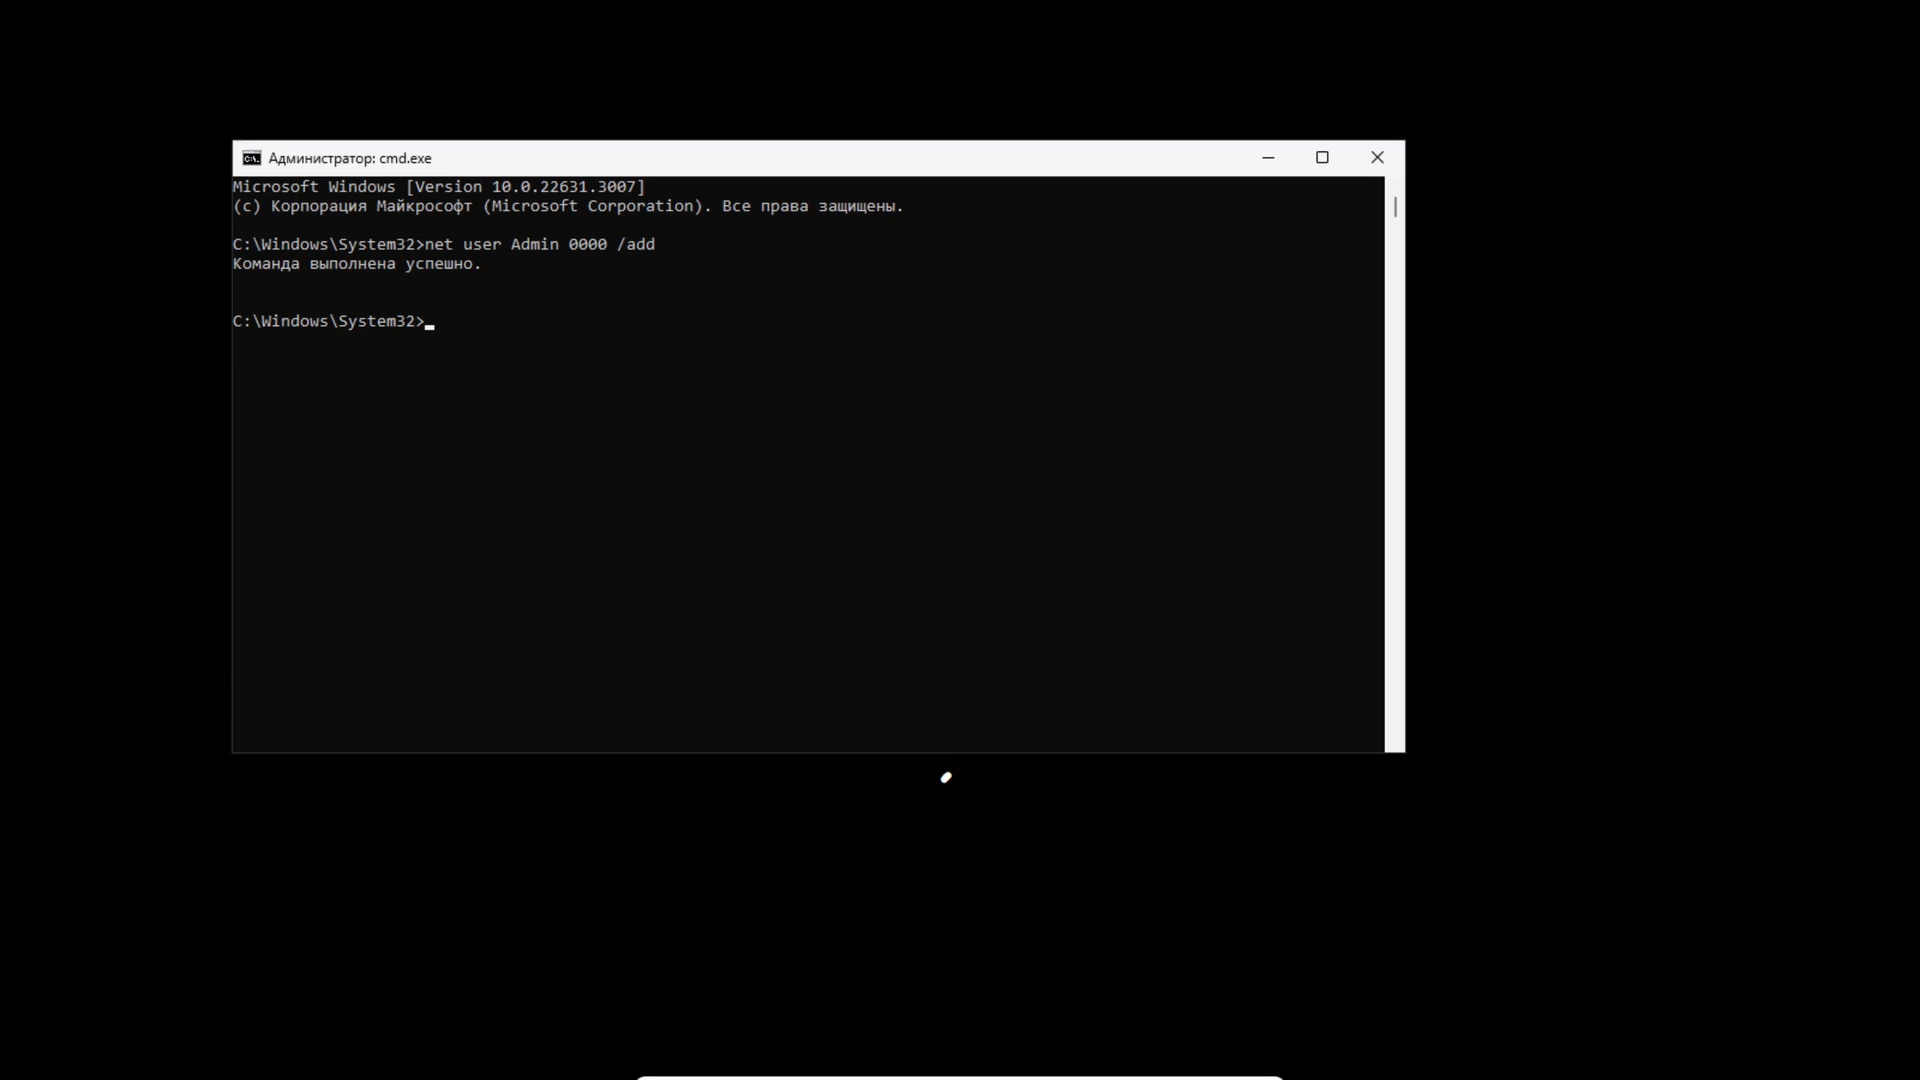 Администратор: cmd.exe
Microsoft Windows [Version 10.0.22631.3007]
(c) Корпорация Майкрософт (Microsoft Corporation). Все права защищены.
C:\Windows\System32>net user Admin 0000 /add
Команда выполнена успешно.
C:\Windows\System32>